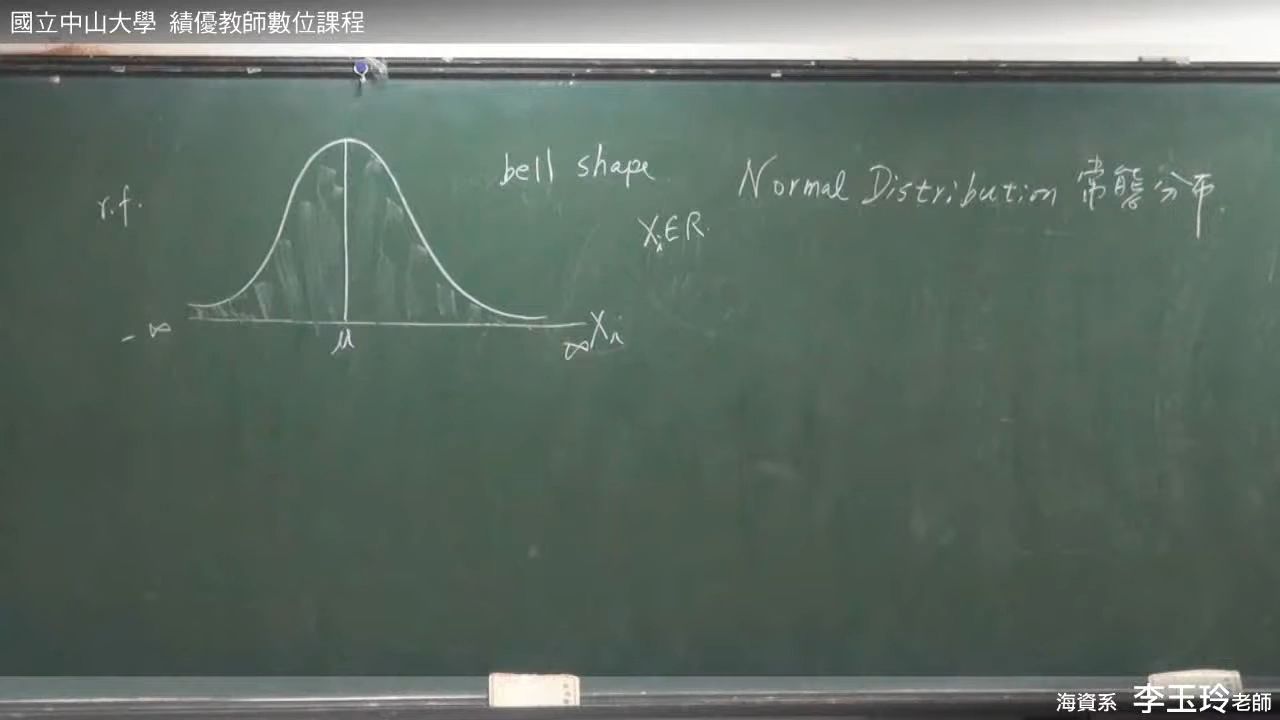 國立中山大學 績優教師數位課程
bell shape
Normal Distribution 常態分布
r.f.
Xᵢ∈R.
-∞
μ
∞
Xᵢ
海資系 李玉玲老師